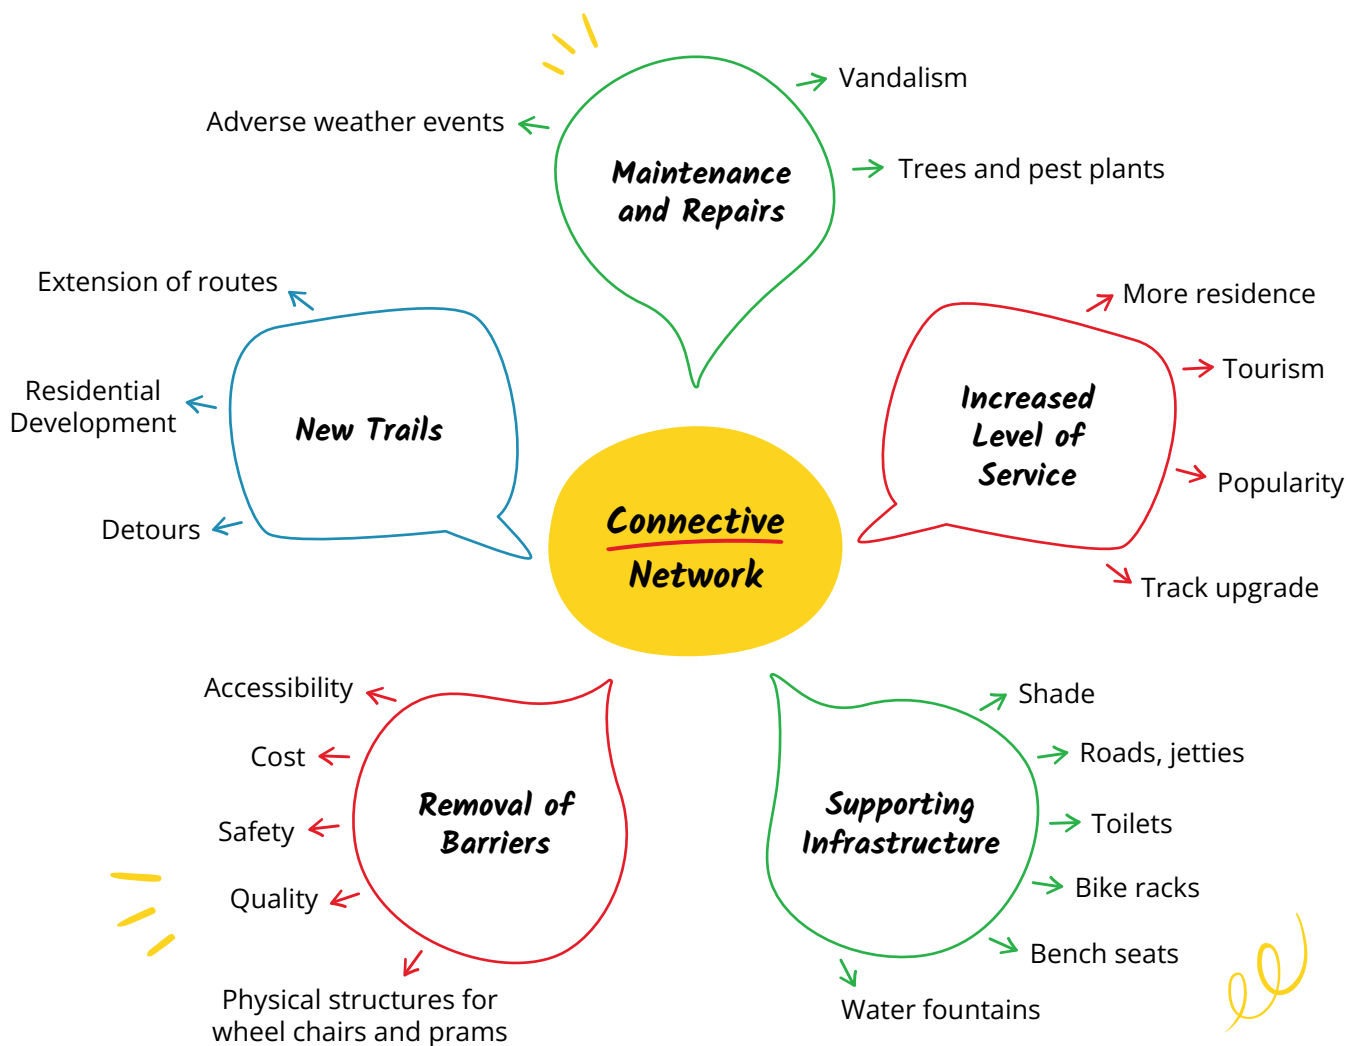 Vandalism
Adverse weather events
Trees and pest plants
Maintenance
and Repairs
Extension of routes
Residential
Development
Detours
New Trails
More residence
Tourism
Popularity
Track upgrade
Increased
Level of
Service
Connective
Network
Accessibility
Cost
Safety
Quality
Physical structures for
wheel chairs and prams
Removal of
Barriers
Shade
Roads, jetties
Toilets
Bike racks
Bench seats
Water fountains
Supporting
Infrastructure